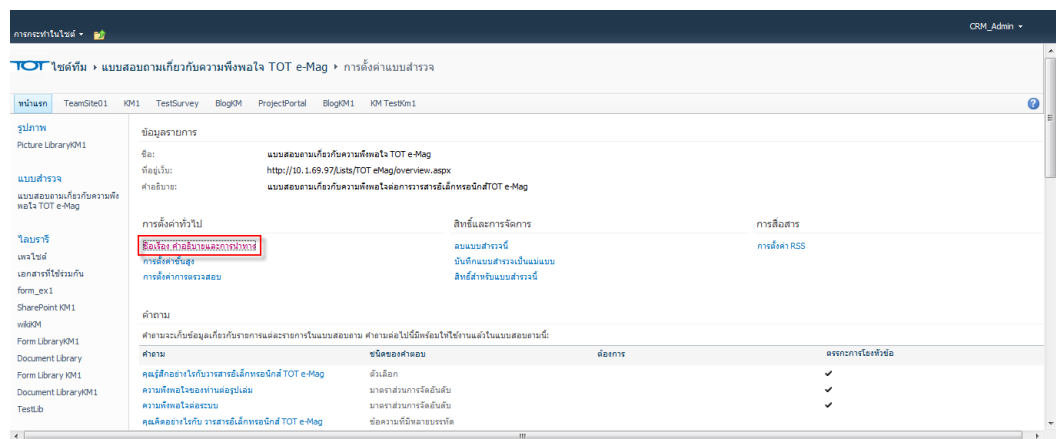 CRM_Admin
การกระทำในไซต์
TOT ไซต์ทีม › แบบสอบถามเกี่ยวกับความพึงพอใจ TOT e-Mag › การตั้งค่าแบบสำรวจ
หน้าแรก TeamSite01 KM1 TestSurvey BlogKM ProjectPortal BlogKM1 KM TestKm1
รูปภาพ
Picture LibraryKM1
แบบสำรวจ
แบบสอบถามเกี่ยวกับความพึงพอใจ TOT e-Mag
ไลบรารี
เพจไซต์
เอกสารที่ใช้ร่วมกัน
form_ex1
SharePoint KM1
wikiKM
Form LibraryKM1
Document Library
Form Library KM1
Document LibraryKM1
TestLib
ข้อมูลรายการ
ชื่อ: แบบสอบถามเกี่ยวกับความพึงพอใจ TOT e-Mag
ที่อยู่เว็บ: http://10.1.69.97/Lists/TOT eMag/overview.aspx
คำอธิบาย: แบบสอบถามเกี่ยวกับความพึงพอใจต่อการวารสารอิเล็กทรอนิกส์TOT e-Mag
การตั้งค่าทั่วไป สิทธิ์และการจัดการ การสื่อสาร
ชื่อเรื่อง คำอธิบายและการนำทาง ลบแบบสำรวจนี้ การตั้งค่า RSS
การตั้งค่าขั้นสูง บันทึกแบบสำรวจเป็นแม่แบบ
การตั้งค่าการตรวจสอบ สิทธิ์สำหรับแบบสำรวจนี้
คำถาม
คำถามจะเก็บข้อมูลเกี่ยวกับรายการแต่ละรายการในแบบสอบถาม คำถามต่อไปนี้มีพร้อมให้ใช้งานแล้วในแบบสอบถามนี้:
คำถาม ชนิดของคำตอบ ต้องการ ตรรกะการโยงหัวข้อ
คุณรู้สึกอย่างไรกับวารสารอิเล็กทรอนิกส์ TOT e-Mag ตัวเลือก ✔
ความพึงพอใจของท่านต่อรูปเล่ม มาตราส่วนการจัดอันดับ ✔
ความพึงพอใจต่อระบบ มาตราส่วนการจัดอันดับ ✔
คุณคิดอย่างไรกับ วารสารอิเล็กทรอนิกส์ TOT e-Mag ข้อความที่มีหลายบรรทัด